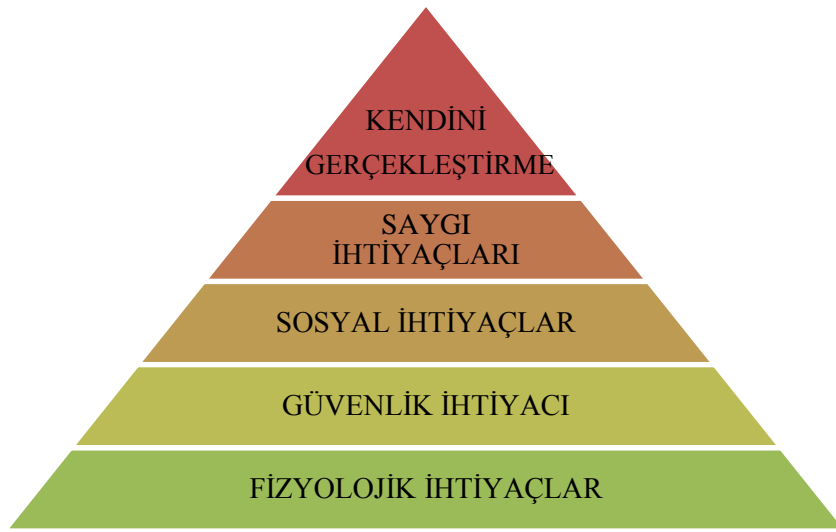 KENDİNİ
GERÇEKLEŞTİRME
SAYGI
İHTİYAÇLARI
SOSYAL İHTİYAÇLAR
GÜVENLİK İHTİYACI
FİZYOLOJİK İHTİYAÇLAR